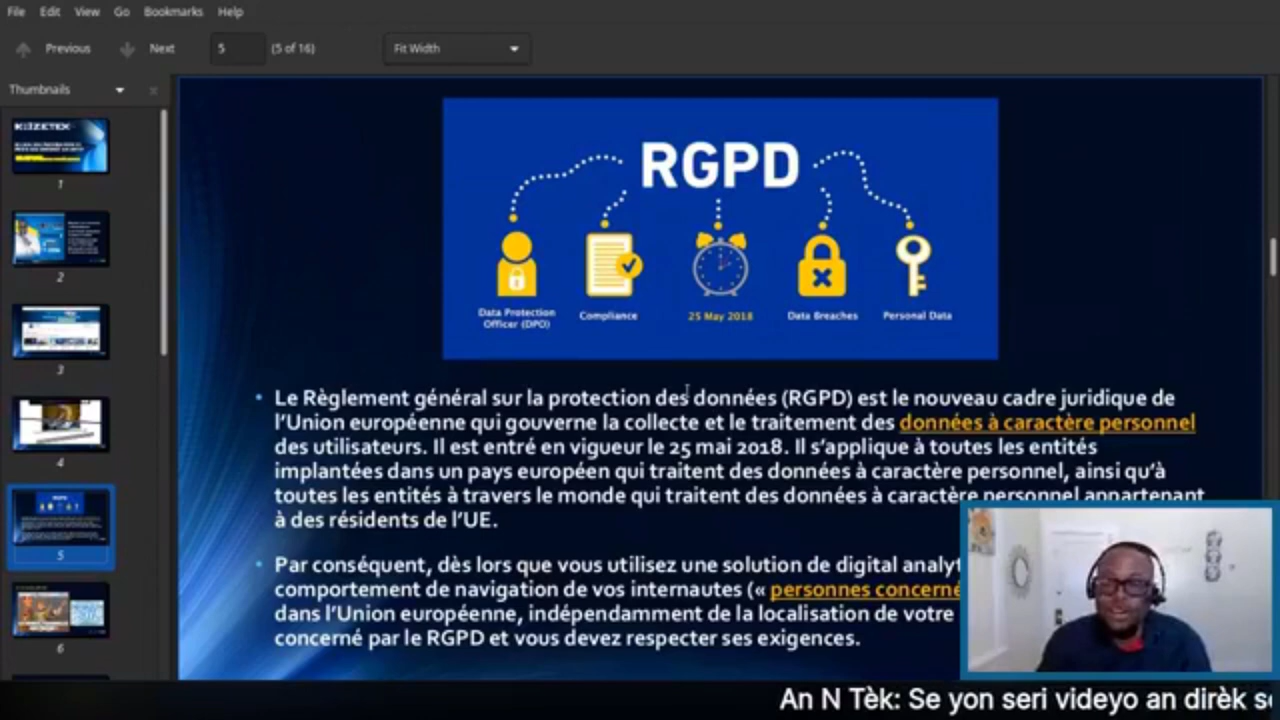 File Edit View Go Bookmarks Help
Previous Next 5 (5 of 16) Fit Width
Thumbnails
1
2
3
4
5
6
RGPD
Data Protection
Officer (DPO)
Compliance
25 May 2018
Data Breaches
Personal Data
• Le Règlement général sur la protection des données (RGPD) est le nouveau cadre juridique de
l’Union européenne qui gouverne la collecte et le traitement des données à caractère personnel
des utilisateurs. Il est entré en vigueur le 25 mai 2018. Il s’applique à toutes les entités
implantées dans un pays européen qui traitent des données à caractère personnel, ainsi qu’à
toutes les entités à travers le monde qui traitent des données à caractère personnel appartenant
à des résidents de l’UE.
• Par conséquent, dès lors que vous utilisez une solution de digital analyt
comportement de navigation de vos internautes (« personnes concerné
dans l’Union européenne, indépendamment de la localisation de votre
concerné par le RGPD et vous devez respecter ses exigences.
An N Tèk: Se yon seri videyo an dirèk s